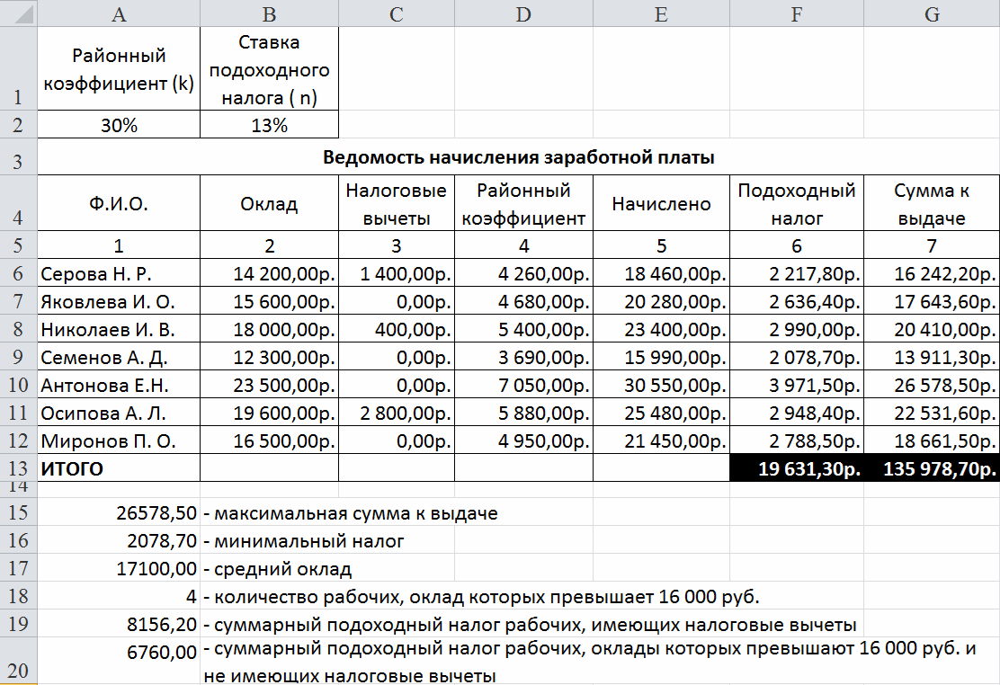 A B C D E F G
1 Районный коэффициент (k) Ставка подоходного налога ( n)
2 30% 13%
3 Ведомость начисления заработной платы
4 Ф.И.О. Оклад Налоговые вычеты Районный коэффициент Начислено Подоходный налог Сумма к выдаче
5 1 2 3 4 5 6 7
6 Серова Н. Р. 14 200,00р. 1 400,00р. 4 260,00р. 18 460,00р. 2 217,80р. 16 242,20р.
7 Яковлева И. О. 15 600,00р. 0,00р. 4 680,00р. 20 280,00р. 2 636,40р. 17 643,60р.
8 Николаев И. В. 18 000,00р. 400,00р. 5 400,00р. 23 400,00р. 2 990,00р. 20 410,00р.
9 Семенов А. Д. 12 300,00р. 0,00р. 3 690,00р. 15 990,00р. 2 078,70р. 13 911,30р.
10 Антонова Е.Н. 23 500,00р. 0,00р. 7 050,00р. 30 550,00р. 3 971,50р. 26 578,50р.
11 Осипова А. Л. 19 600,00р. 2 800,00р. 5 880,00р. 25 480,00р. 2 948,40р. 22 531,60р.
12 Миронов П. О. 16 500,00р. 0,00р. 4 950,00р. 21 450,00р. 2 788,50р. 18 661,50р.
13 ИТОГО 19 631,30р. 135 978,70р.
14
15 26578,50 - максимальная сумма к выдаче
16 2078,70 - минимальный налог
17 17100,00 - средний оклад
18 4 - количество рабочих, оклад которых превышает 16 000 руб.
19 8156,20 - суммарный подоходный налог рабочих, имеющих налоговые вычеты
20 6760,00 - суммарный подоходный налог рабочих, оклады которых превышают 16 000 руб. и
не имеющих налоговые вычеты